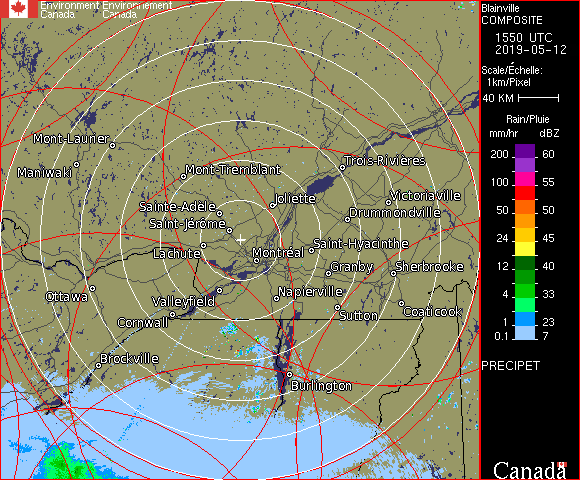 Environment Environnement
Canada Canada
Blainville
COMPOSITE
1550 UTC
2019-05-12
Scale/Échelle:
1km/Pixel
40 KM
Rain/Pluie
mm/hr dBZ
200 60
100 55
50 50
24 45
12 40
4 33
1 23
0.1 7
PRECIPET
Canada
Mont-Laurier
Maniwaki
Mont-Tremblant
Trois-Rivières
Joliette
Victoriaville
Sainte-Adèle
Drummondville
Saint-Jérôme
Saint-Hyacinthe
Lachute
Montréal
Granby
Sherbrooke
Ottawa
Valleyfield
Napierville
Cornwall
Sutton
Coaticook
Brockville
Burlington